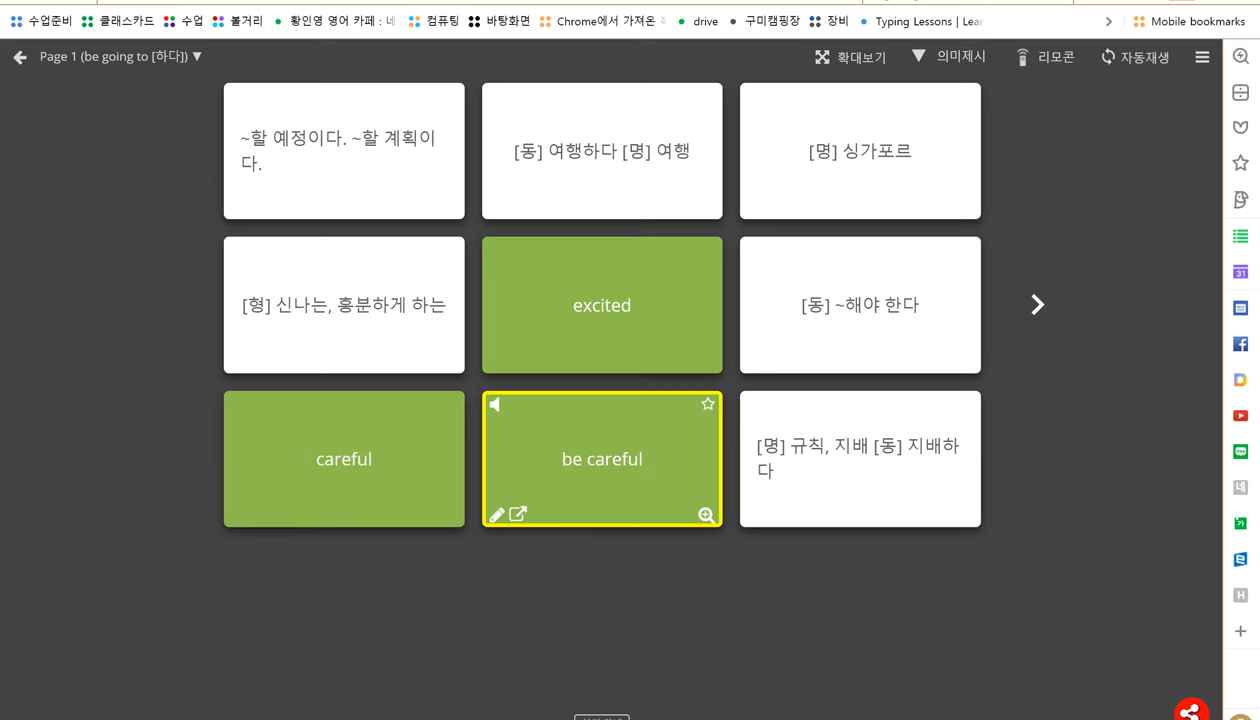 수업준비 클래스카드 수업 볼거리 황인영 영어 카페 : 네 컴퓨팅 바탕화면 Chrome에서 가져온 drive 구미캠핑장 장비 Typing Lessons | Lear Mobile bookmarks
Page 1 (be going to [하다]) ▼ 확대보기 ▼ 의미제시 리모콘 자동재생
~할 예정이다. ~할 계획이
다.
[동] 여행하다 [명] 여행
[명] 싱가포르
[형] 신나는, 흥분하게 하는
excited
[동] ~해야 한다
careful
be careful
[명] 규칙, 지배 [동] 지배하
다
31